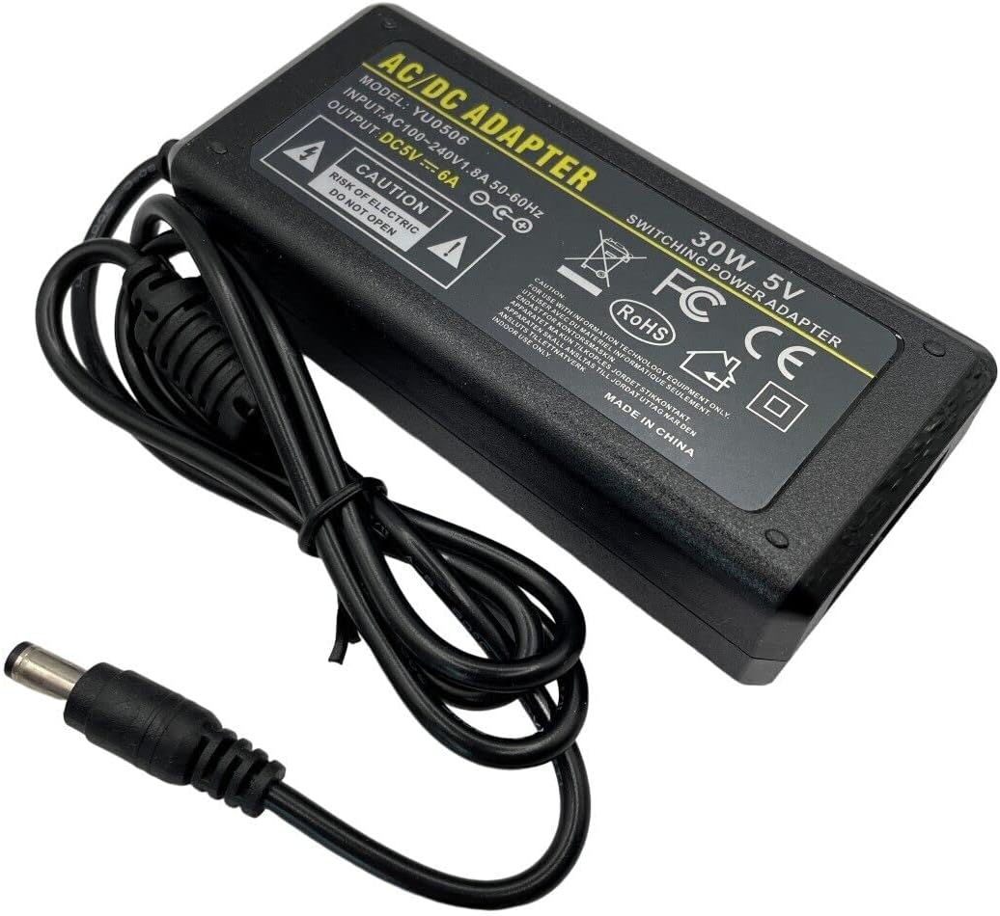 AC/DC ADAPTER
MODEL: YU0506
INPUT:AC100~240V1.8A 50-60Hz
OUTPUT:DC5V⎓6A
CAUTION
RISK OF ELECTRIC
DO NOT OPEN
30W 5V
SWITCHING POWER ADAPTER
FC
CE
RoHS
CAUTION:
FOR USE WITH INFORMATION TECHNOLOGY EQUIPMENT ONLY.
UTILISER AVEC DU MATERIEL INFORMATIQUE SEULEMENT.
ENDAST FOR KONTORSMASKIN.
APPARATET MA KUN TILKOPLES JORDET STIKKONTAKT.
APPARATEN SKALL ANSLITAS TILL JORDAT UTTAG NAR DEN
ANSLUTS TILL ETT NATVERK.
INDOOR USE ONLY.
MADE IN CHINA